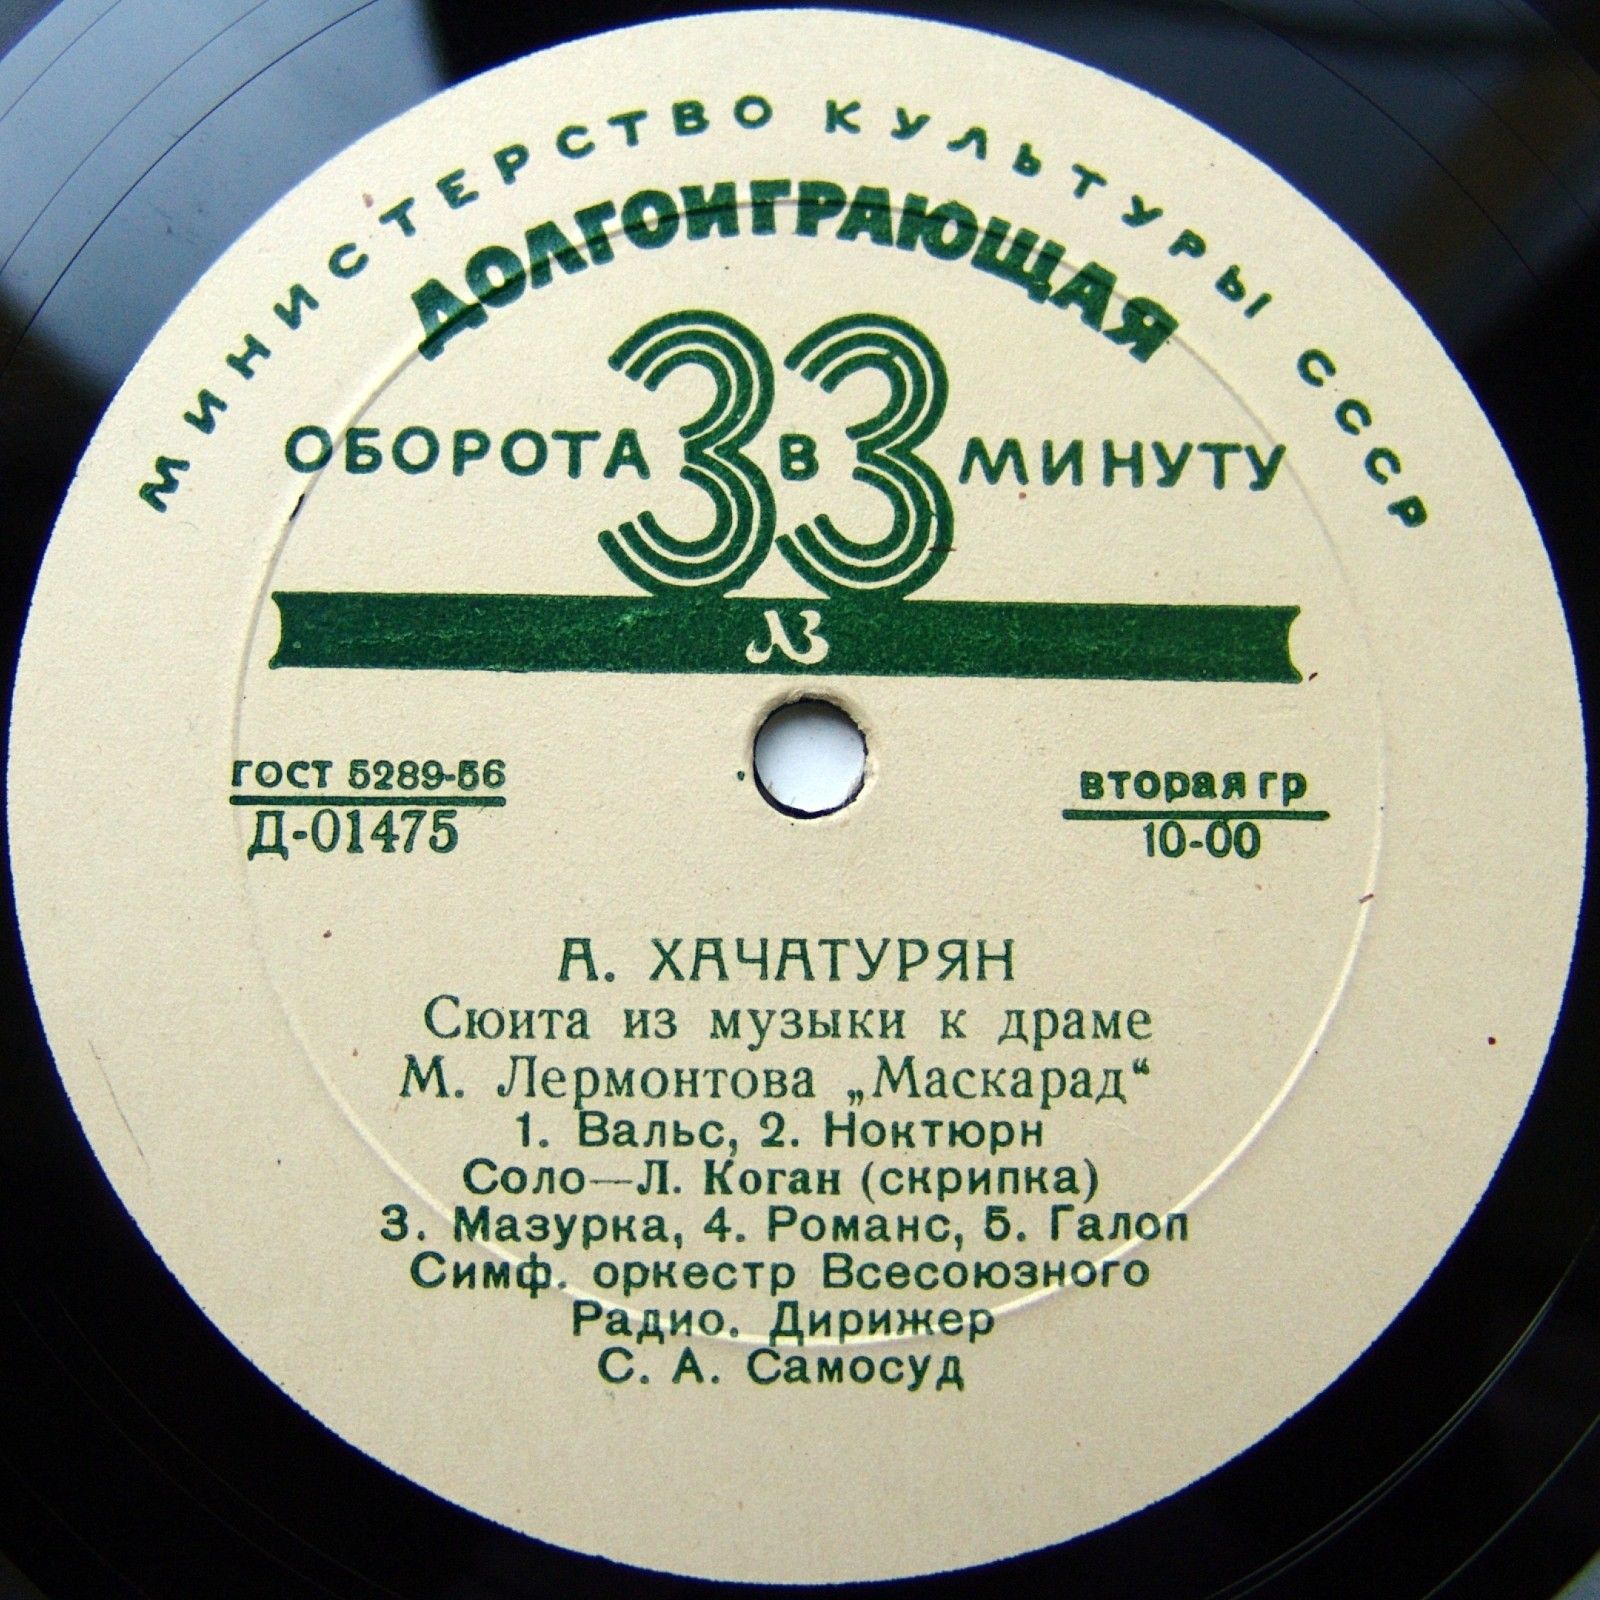 МИНИСТЕРСТВО КУЛЬТУРЫ СССР
ДОЛГОИГРАЮЩАЯ
33
ОБОРОТА В МИНУТУ
ЛЗ
ГОСТ 5289-56
Д-01475
вторая гр
10-00
А. ХАЧАТУРЯН
Сюита из музыки к драме
М. Лермонтова „Маскарад“
1. Вальс, 2. Ноктюрн
Соло—Л. Коган (скрипка)
3. Мазурка, 4. Романс, 5. Галоп
Симф. оркестр Всесоюзного
Радио. Дирижер
С. А. Самосуд